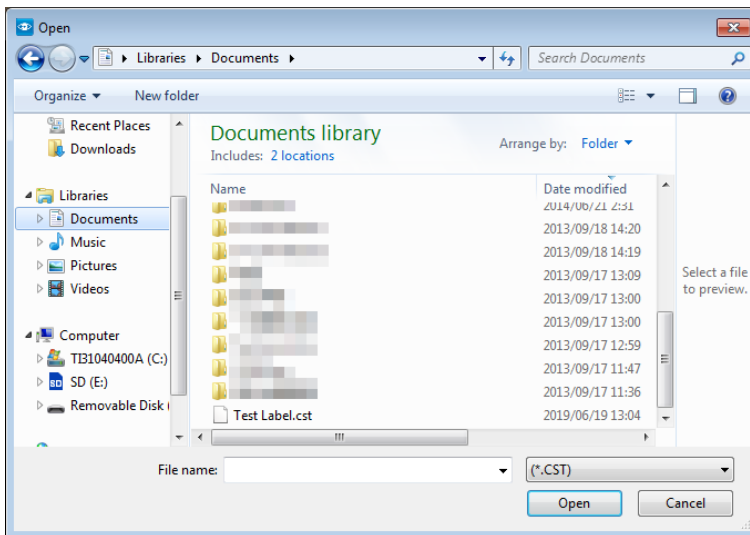 Open
Libraries Documents
Search Documents
Organize New folder
Recent Places
Downloads
Libraries
Documents
Music
Pictures
Videos
Computer
TI31040400A (C:)
SD (E:)
Removable Disk (
Documents library
Includes: 2 locations
Arrange by: Folder
Name Date modified
2014/06/21 2:31
2013/09/18 14:20
2013/09/18 14:19
2013/09/17 13:09
2013/09/17 13:00
2013/09/17 13:00
2013/09/17 12:59
2013/09/17 11:47
2013/09/17 11:36
Test Label.cst 2019/06/19 13:04
Select a file
to preview.
File name:
(*.CST)
Open Cancel